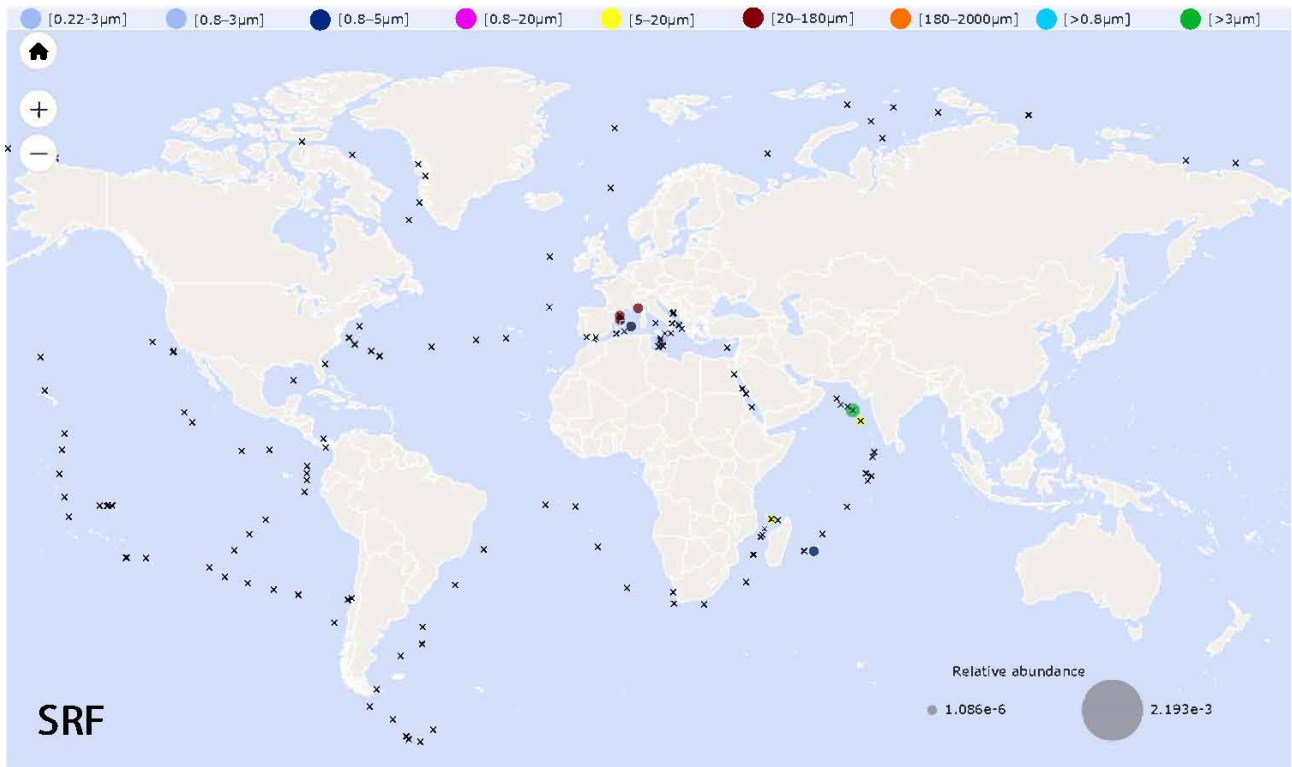 [0.22-3µm] [0.8-3µm] [0.8-5µm] [0.8-20µm] [5-20µm] [20-180µm] [180-2000µm] [>0.8µm] [>3µm]
+
−
Relative abundance
1.086e-6 2.193e-3
SRF